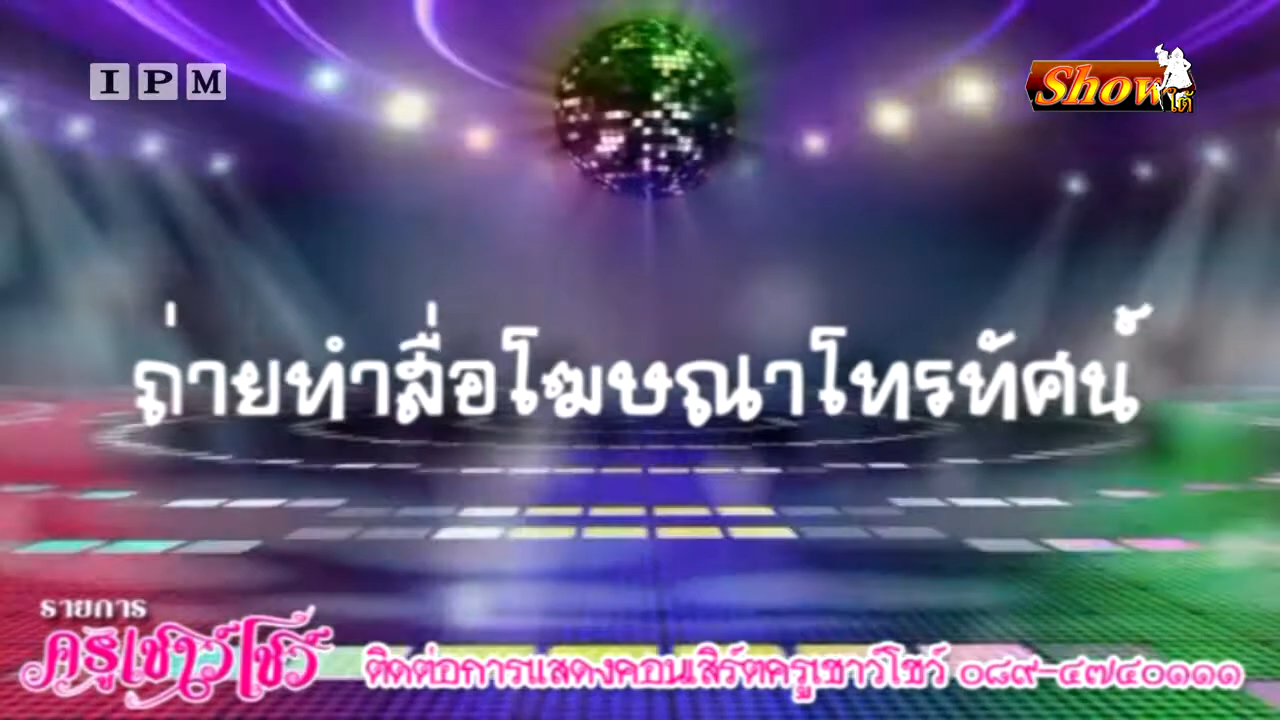 IPM
Show
ใต้
ถ่ายทำสื่อโฆษณาโทรทัศน์
รายการ
ครูเชาว์โชว์
ติดต่อการแสดงคอนเสิร์ตครูเชาว์โชว์ ๐๘๙-๔๗๔๐๑๑๑